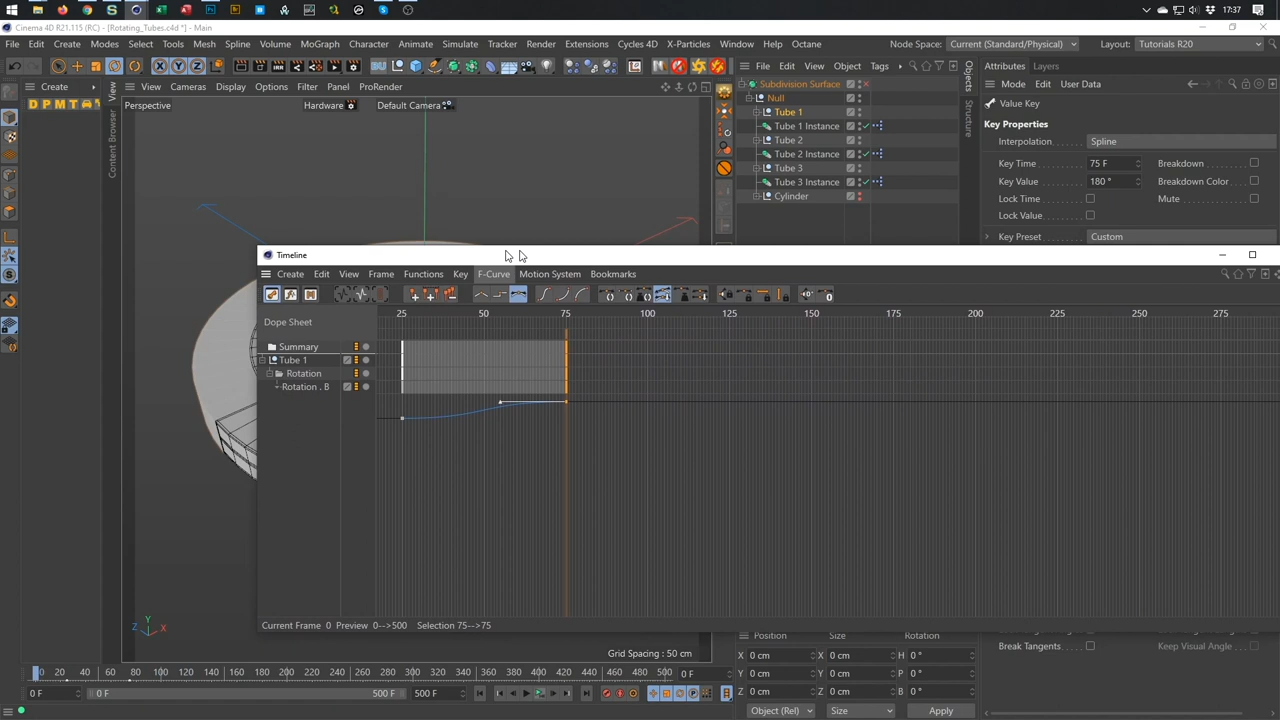 17:37
Cinema 4D R21.115 (RC) - [Rotating_Tubes.c4d *] - Main
File Edit Create Modes Select Tools Mesh Spline Volume MoGraph Character Animate Simulate Tracker Render Extensions Cycles 4D X-Particles Window Help Octane Node Space: Current (Standard/Physical) Layout: Tutorials R20
Create View Cameras Display Options Filter Panel ProRender
File Edit View Object Tags
Attributes Layers
Mode Edit User Data
D P M T
View
Content Browser
Objects
Structure
Perspective Hardware Default Camera
Subdivision Surface
Null
Tube 1
Tube 1 Instance
Tube 2
Tube 2 Instance
Tube 3
Tube 3 Instance
Cylinder
Value Key
Key Properties
Interpolation Spline
Key Time 75 F Breakdown
Key Value 180 ° Breakdown Color
Lock Time Mute
Lock Value
Key Preset Custom
Timeline
Create Edit View Frame Functions Key F-Curve Motion System Bookmarks
Dope Sheet
25 50 75 100 125 150 175 200 225 250 275
Summary
Tube 1
Rotation
Rotation . B
Current Frame 0 Preview 0-->500 Selection 75-->75
Y
Z X
Grid Spacing : 50 cm
Position Size Rotation
X 0 cm X 0 cm H 0 °
Y 0 cm Y 0 cm P 0 °
Z 0 cm Z 0 cm B 0 °
Object (Rel) Size Apply
Break Tangents Keep Visual Angle
0 20 40 60 80 100 120 140 160 180 200 220 240 260 280 300 320 340 360 380 400 420 440 460 480 500 0 F
0 F 0 F 500 F 500 F